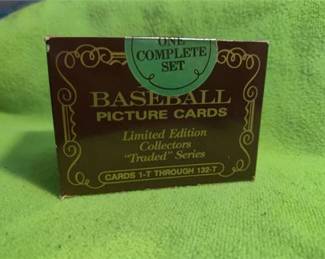 ONE
COMPLETE
SET
BASEBALL
PICTURE CARDS
Limited Edition
Collectors
"Traded" Series
CARDS 1-T THROUGH 132-T